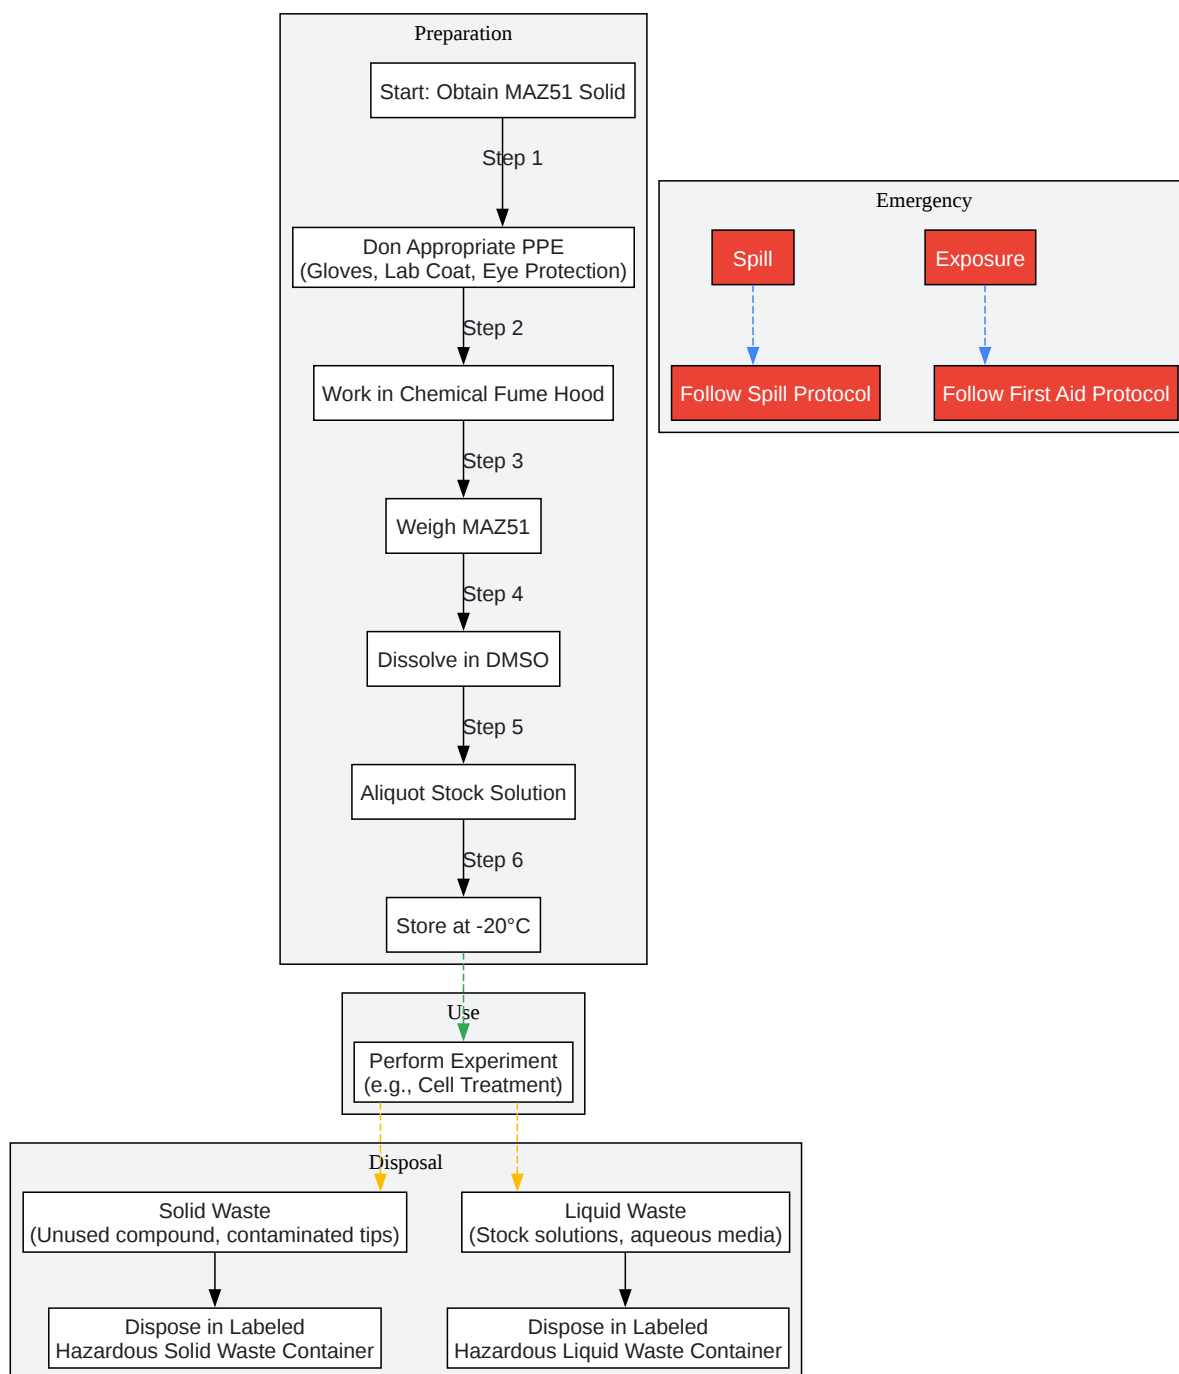 Preparation
Start: Obtain MAZ51 Solid
Step 1
Don Appropriate PPE
(Gloves, Lab Coat, Eye Protection)
Step 2
Work in Chemical Fume Hood
Step 3
Weigh MAZ51
Step 4
Dissolve in DMSO
Step 5
Aliquot Stock Solution
Step 6
Store at -20°C
Emergency
Spill
Exposure
Follow Spill Protocol
Follow First Aid Protocol
Use
Perform Experiment
(e.g., Cell Treatment)
Disposal
Solid Waste
(Unused compound, contaminated tips)
Liquid Waste
(Stock solutions, aqueous media)
Dispose in Labeled
Hazardous Solid Waste Container
Dispose in Labeled
Hazardous Liquid Waste Container